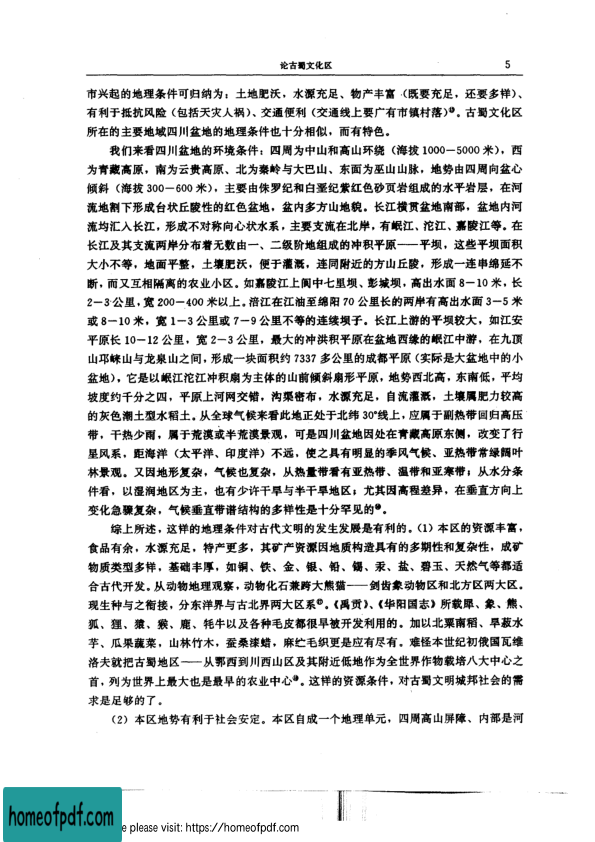 论古蜀文化区 5
市兴起的地理条件可归纳为：土地肥沃，水源充足、物产丰富（既要充足，还要多样）、
有利于抵抗风险（包括天灾人祸）、交通便利（交通线上要广有市镇村落）。古蜀文化区
所在的主要地域四川盆地的地理条件也十分相似，而有特色。
我们来看四川盆地的环境条件：四周为中山和高山环绕（海拔1000—5000米），西
为青藏高原，南为云贵高原、北为秦岭与大巴山、东面为巫山山脉，地势由四周向盆心
倾斜（海拔300—600米），主要由侏罗纪和白垩纪紫红色砂页岩组成的水平岩层，在河
流地割下形成台状丘陵性的红色盆地，盆内多方山地貌。长江横贯盆地南部，盆地内河
流均汇入长江，形成不对称向心状水系，主要支流在北岸，有岷江、沱江、嘉陵江等。在
长江及其支流两岸分布着无数由一、二级阶地组成的冲积平原——平坝，这些平坝面积
大小不等，地面平整，土壤肥沃，便于灌溉，连同附近的方山丘陵，形成一连串绵延不
断，而又互相隔离的农业小区。如嘉陵江上阆中七里坝、彭城坝，高出水面8—10米，长
2—3公里，宽200—400米以上。涪江在江油至绵阳70公里长的两岸有高出水面3—5米
或8—10米，宽1—3公里或7—9公里不等的连续坝子。长江上游的平坝较大，如江安
平原长10—12公里，宽2—3公里，最大的冲洪积平原在盆地西缘的岷江中游，在九顶
山邛崃山与龙泉山之间，形成一块面积约7337多公里的成都平原（实际是大盆地中的小
盆地），它是以岷江沱江冲积扇为主体的山前倾斜扇形平原，地势西北高，东南低，平均
坡度约千分之四，平原上河网交错，沟渠密布，水源充足，自流灌溉，土壤属肥力较高
的灰色潮土型水稻土。从全球气候来看此地正处于北纬30°线上，应属于副热带回归高压
带，干热少雨，属于荒漠或半荒漠景观，可是四川盆地因处在青藏高原东侧，改变了行
星风系，距海洋（太平洋、印度洋）不远，使之具有明显的季风气候、亚热带常绿阔叶
林景观。又因地形复杂，气候也复杂，从热量带看有亚热带、温带和亚寒带；从水分条
件看，以湿润地区为主，也有少许干旱与半干旱地区；尤其因高程差异，在垂直方向上
变化急骤复杂，气候垂直带谱结构的多样性是十分罕见的。
综上所述，这样的地理条件对古代文明的发生发展是有利的。(1）本区的资源丰富，
食品有余，水源充足，特产更多，其矿产资源因地质构造具有的多期性和复杂性，成矿
物质类型多样，基础丰厚，如铜、铁、金、银、铅、锡、汞、盐、碧玉、天然气等都适
合古代开发。从动物地理观察，动物化石兼跨大熊猫——剑齿象动物区和北方区两大区。
现生种与之衔接，分东洋界与古北界两大区系。《禹贡》、《华阳国志》所载犀、象、熊、
狐、狸、猿、猴、鹿、牦牛以及各种毛皮都很早被开发利用的。加以北粟南稻、旱菽水
芋、瓜果蔬菜，山林竹木，蚕桑漆蜡，麻纻毛织更是应有尽有。难怪本世纪初俄国瓦维
洛夫就把古蜀地区——从鄂西到川西山区及其附近低地作为全世界作物栽培八大中心之
首，列为世界上最大也是最早的农业中心。这样的资源条件，对古蜀文明城邦社会的需
求是足够的了。
（2）本区地势有利于社会安定。本区自成一个地理单元，四周高山屏障、内部是河
homeofpdf.com
e please visit: https://homeofpdf.com